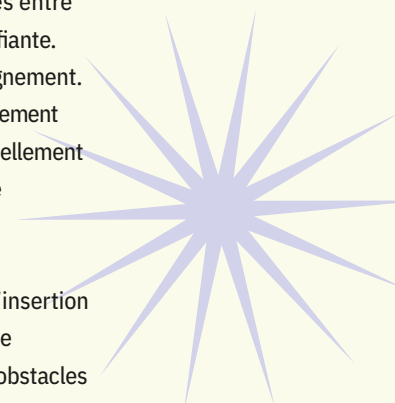 es entre
fiante.
gnement.
ement
ellement
e
'insertion
e
obstacles